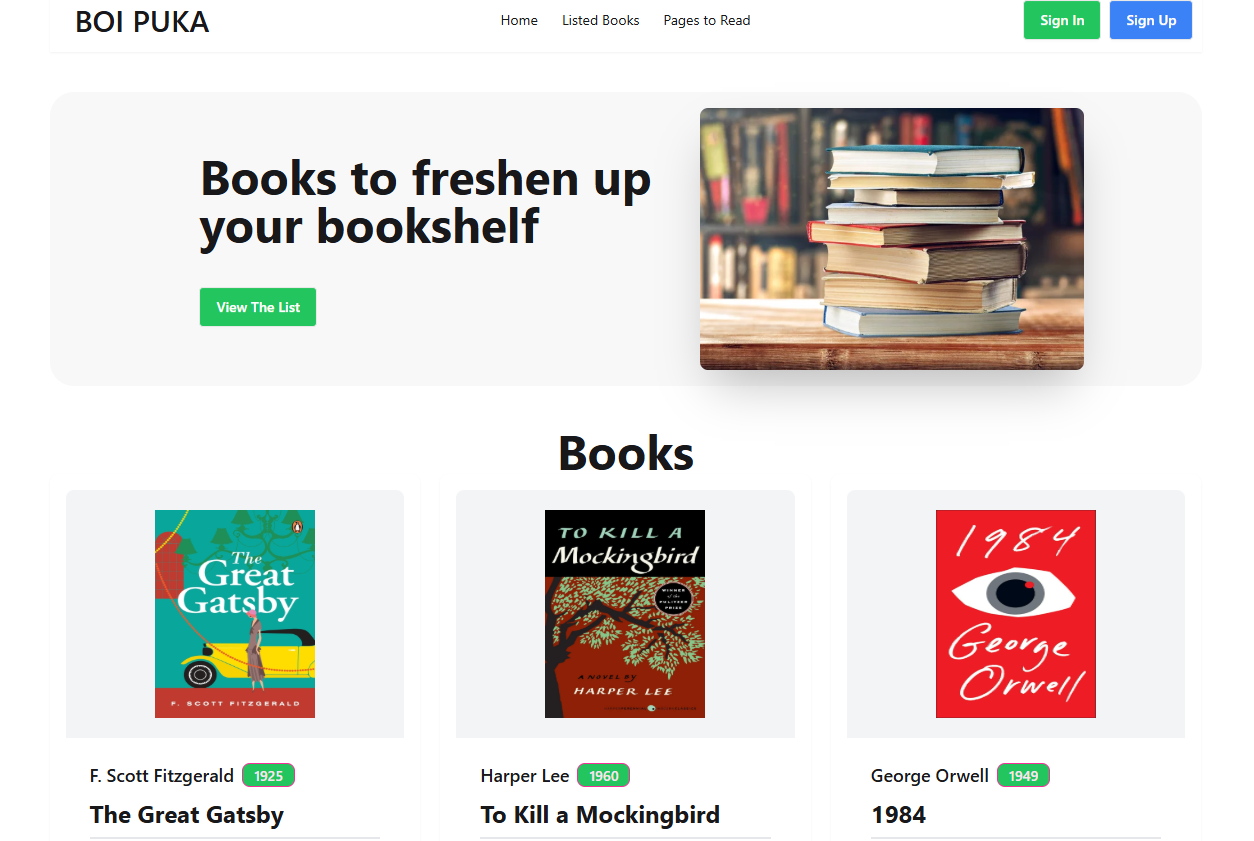 BOI PUKA
Home
Listed Books
Pages to Read
Sign In
Sign Up
Books to freshen up
your bookshelf
View The List
Books
The
Great
Gatsby
F. SCOTT FITZGERALD
TO KILL A
Mockingbird
WINNER
of the
PULITZER
PRIZE
A NOVEL BY
HARPER LEE
1984
George
Orwell
F. Scott Fitzgerald
1925
The Great Gatsby
Harper Lee
1960
To Kill a Mockingbird
George Orwell
1949
1984